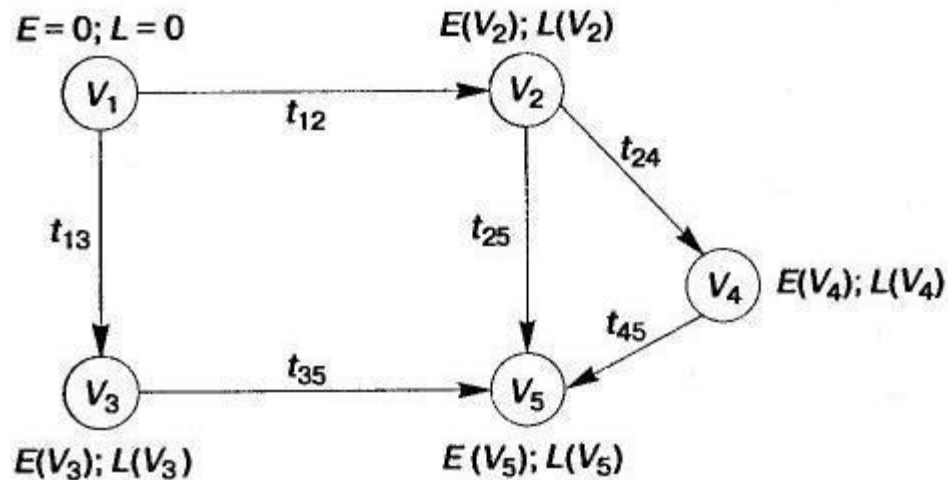 E = 0; L = 0
E(V2); L(V2)
V1
V2
t12
t24
t13
t25
V4
E(V4); L(V4)
t45
t35
V3
V5
E(V3); L(V3)
E(V5); L(V5)